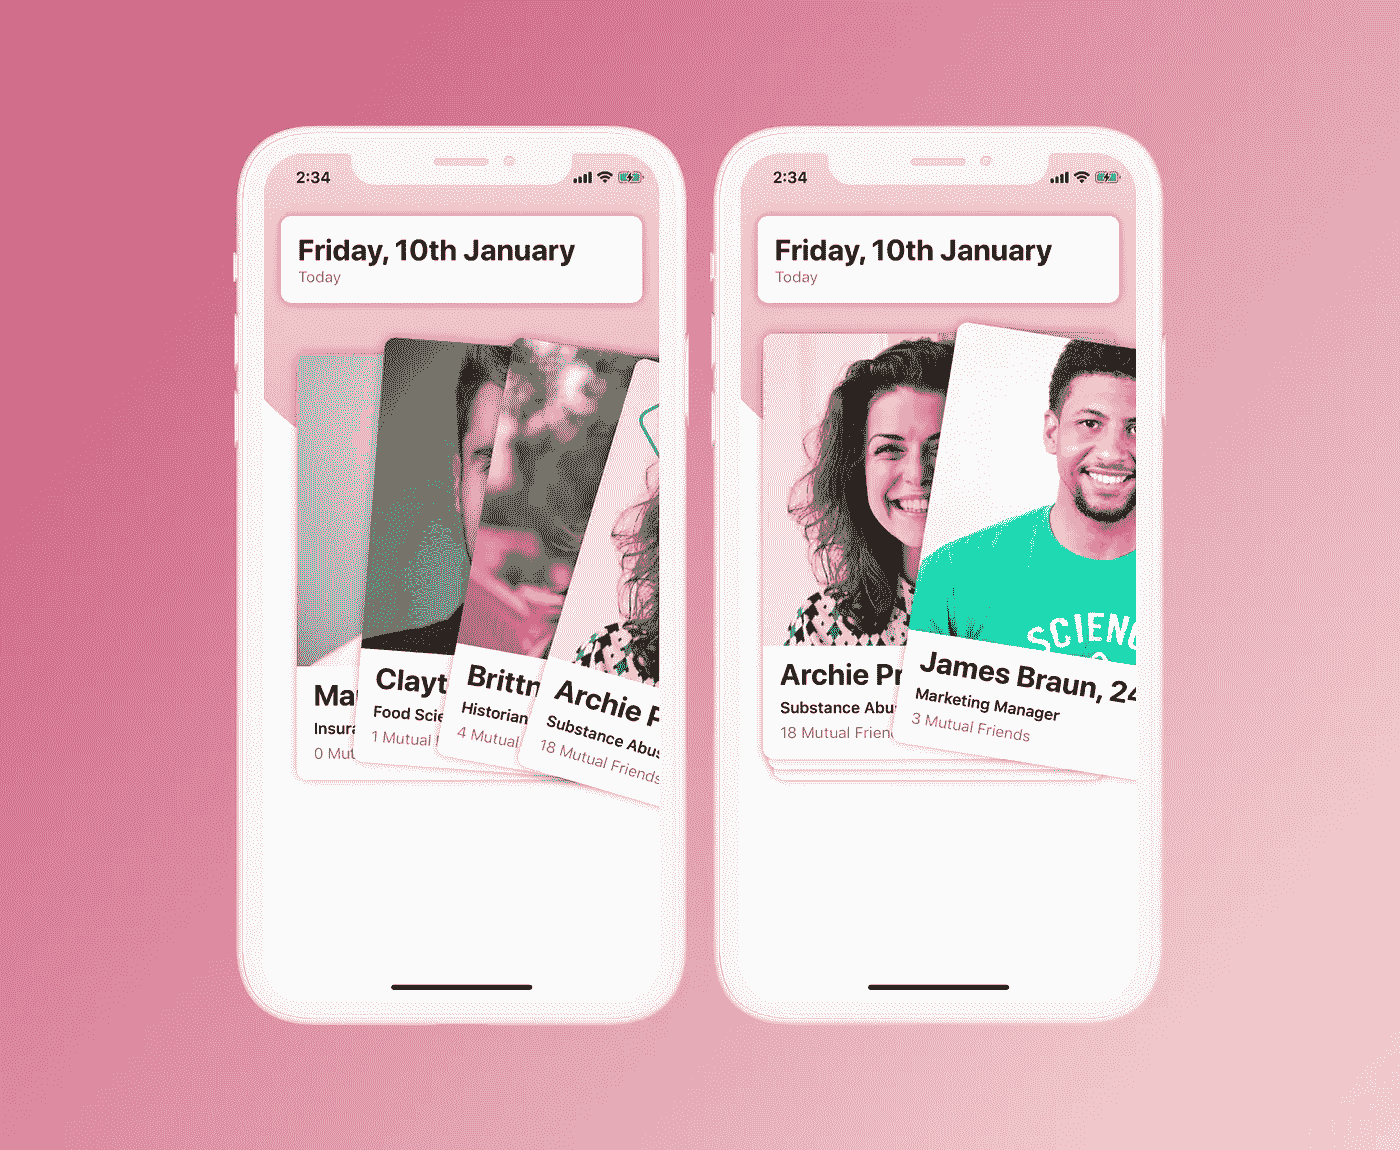 2:34
Friday, 10th January
Today
Ma
Insura
0 Mut
Clayt
Food Scie
1 Mutual
Brittn
Historian
4 Mutual
Archie P
Substance Abus
18 Mutual Friends
2:34
Friday, 10th January
Today
Archie Pr
Substance Abu
18 Mutual Frien
SCIENC
James Braun, 24
Marketing Manager
3 Mutual Friends